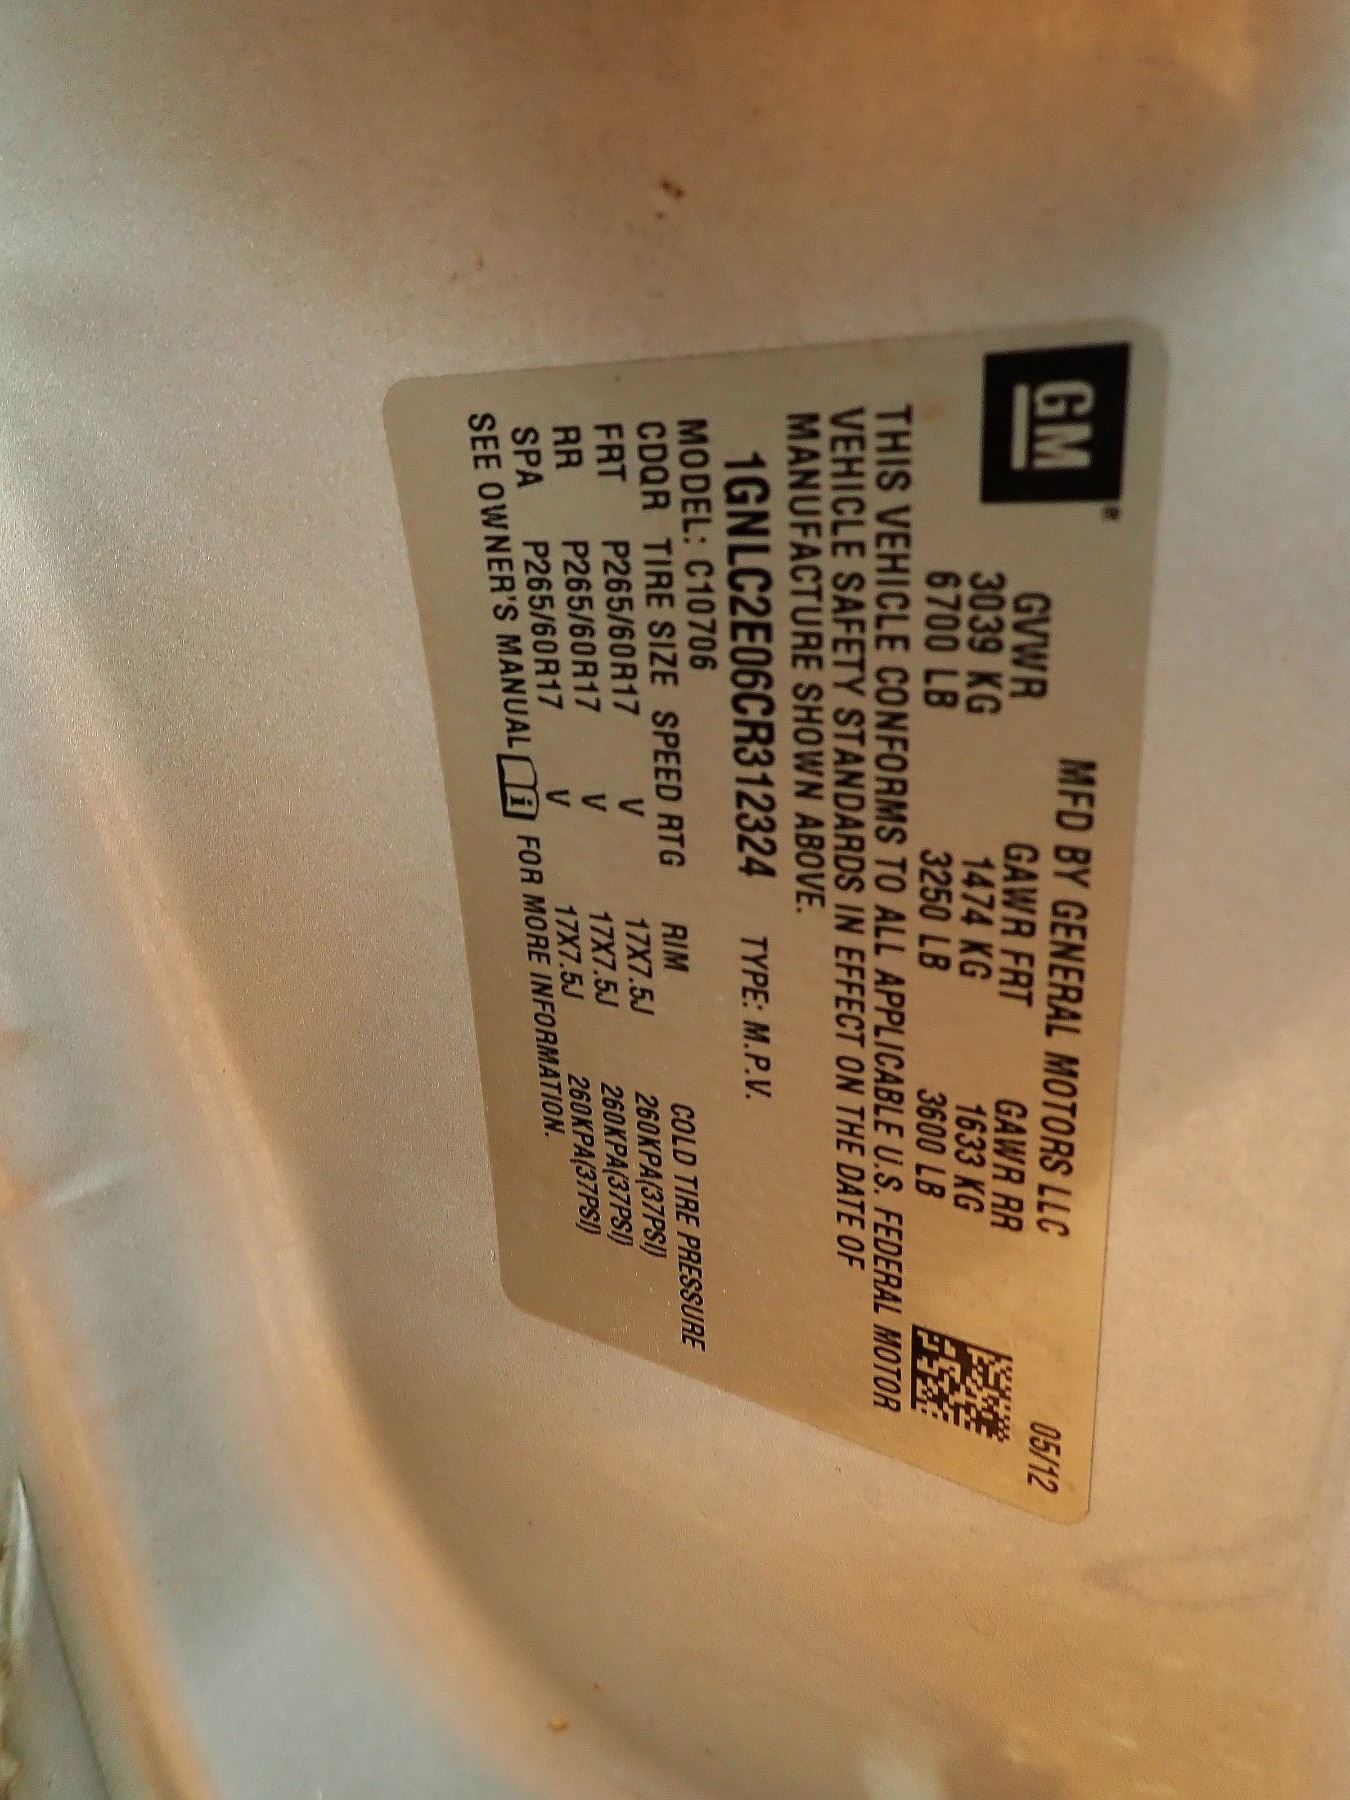 GM®
MFD BY GENERAL MOTORS LLC 05/12
GVWR GAWR FRT GAWR RR
3039 KG 1474 KG 1633 KG
6700 LB 3250 LB 3600 LB
THIS VEHICLE CONFORMS TO ALL APPLICABLE U.S. FEDERAL MOTOR
VEHICLE SAFETY STANDARDS IN EFFECT ON THE DATE OF
MANUFACTURE SHOWN ABOVE.
1GNLC2E06CR312324 TYPE: M.P.V.
MODEL: C10706
CDQR TIRE SIZE SPEED RTG RIM COLD TIRE PRESSURE
FRT P265/60R17 V 17X7.5J 260KPA(37PSI)
RR P265/60R17 V 17X7.5J 260KPA(37PSI)
SPA P265/60R17 V 17X7.5J 260KPA(37PSI)
SEE OWNER'S MANUAL i FOR MORE INFORMATION.